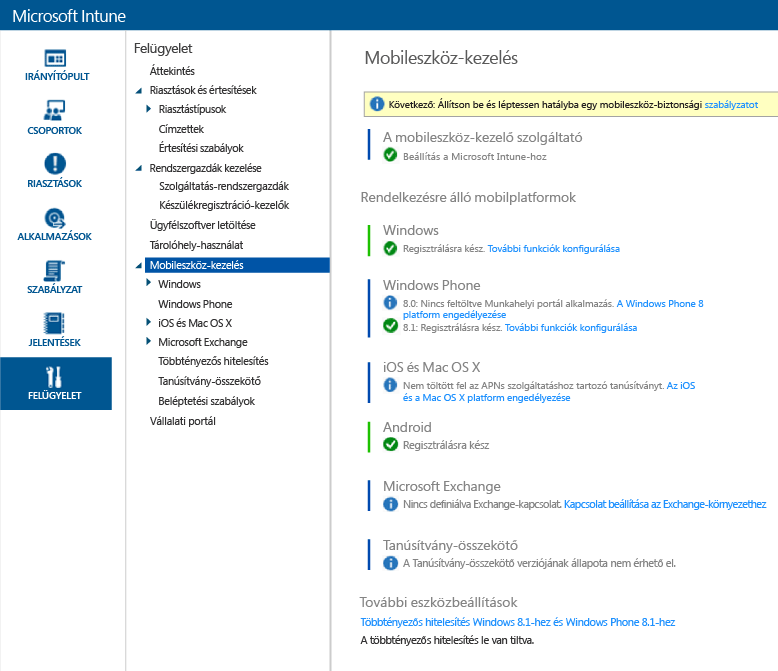 Microsoft Intune
IRÁNYÍTÓPULT
CSOPORTOK
RIASZTÁSOK
ALKALMAZÁSOK
SZABÁLYZAT
JELENTÉSEK
FELÜGYELET
Felügyelet
Áttekintés
Riasztások és értesítések
Riasztástípusok
Címzettek
Értesítési szabályok
Rendszergazdák kezelése
Szolgáltatás-rendszergazdák
Készülékregisztráció-kezelők
Ügyfélszoftver letöltése
Tárolóhely-használat
Mobileszköz-kezelés
Windows
Windows Phone
iOS és Mac OS X
Microsoft Exchange
Többtényezős hitelesítés
Tanúsítvány-összekötő
Beléptetési szabályok
Vállalati portál
Mobileszköz-kezelés
Következő: Állítson be és léptessen hatályba egy mobileszköz-biztonsági szabályzatot
A mobileszköz-kezelő szolgáltató
Beállítás a Microsoft Intune-hoz
Rendelkezésre álló mobilplatformok
Windows
Regisztrálásra kész. További funkciók konfigurálása
Windows Phone
8.0: Nincs feltöltve Munkahelyi portál alkalmazás. A Windows Phone 8
platform engedélyezése
8.1: Regisztrálásra kész. További funkciók konfigurálása
iOS és Mac OS X
Nem töltött fel az APNs szolgáltatáshoz tartozó tanúsítványt. Az iOS
és a Mac OS X platform engedélyezése
Android
Regisztrálásra kész
Microsoft Exchange
Nincs definiálva Exchange-kapcsolat. Kapcsolat beállítása az Exchange-környezethez
Tanúsítvány-összekötő
A Tanúsítvány-összekötő verziójának állapota nem érhető el.
További eszközbeállítások
Többtényezős hitelesítés Windows 8.1-hez és Windows Phone 8.1-hez
A többtényezős hitelesítés le van tiltva.